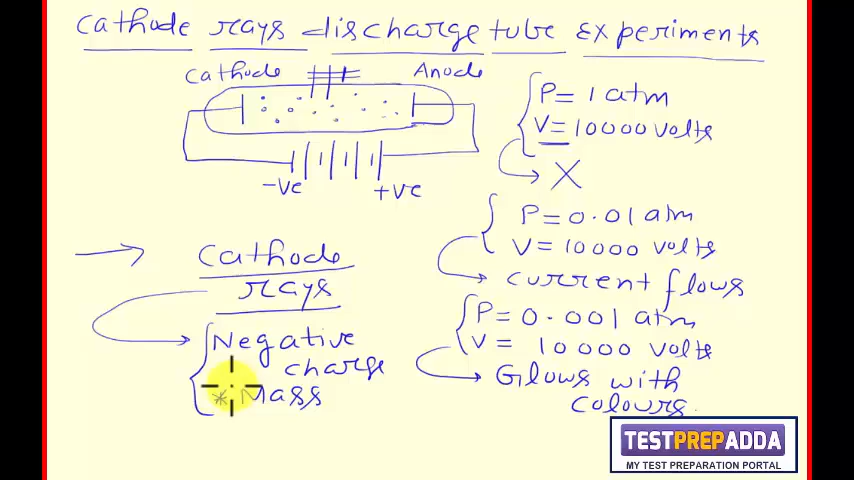 Cathode rays discharge tube experiments
Cathode Anode
-ve +ve
P = 1 atm
V = 10000 volts
X
P = 0.01 atm
V = 10000 volts
current flows
P = 0.001 atm
V = 10000 volts
Glows with
colours
Cathode
rays
Negative
charge
* Mass
TESTPREPADDA
MY TEST PREPARATION PORTAL